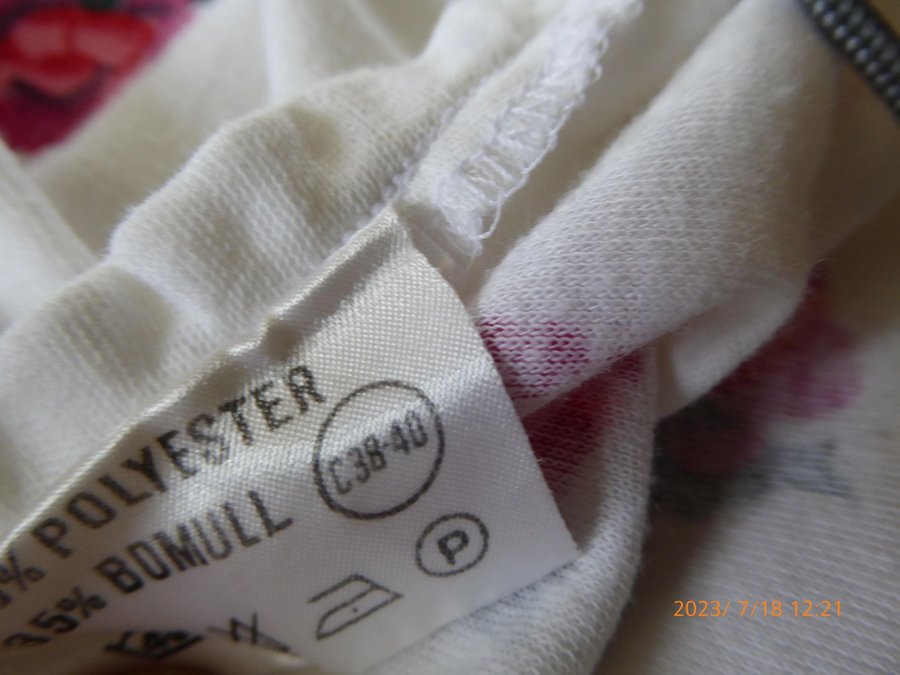 % POLYESTER
35% BOMULL
C38-40
P
2023/ 7/18 12:21